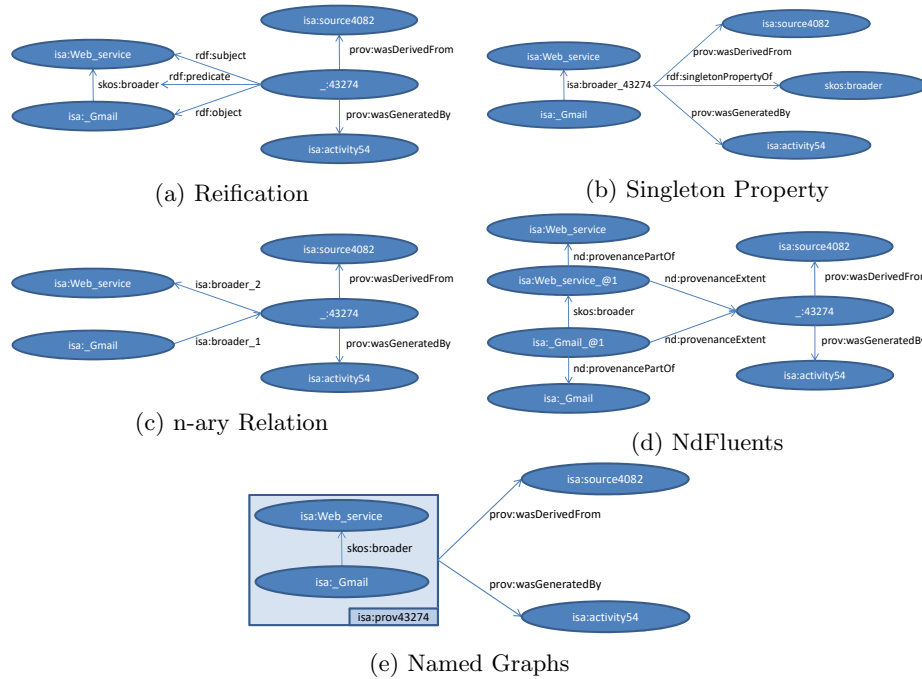 isa:source4082
isa:Web_service
rdf:subject
prov:wasDerivedFrom
skos:broader
rdf:predicate
_:43274
isa:_Gmail
rdf:object
prov:wasGeneratedBy
isa:activity54
(a) Reification
isa:source4082
isa:Web_service
prov:wasDerivedFrom
isa:broader_43274
rdf:singletonPropertyOf
skos:broader
isa:_Gmail
prov:wasGeneratedBy
isa:activity54
(b) Singleton Property
isa:source4082
isa:Web_service
isa:broader_2
prov:wasDerivedFrom
_:43274
isa:_Gmail
isa:broader_1
prov:wasGeneratedBy
isa:activity54
(c) n-ary Relation
isa:Web_service
isa:source4082
nd:provenancePartOf
isa:Web_service_@1
nd:provenanceExtent
prov:wasDerivedFrom
skos:broader
_:43274
isa:_Gmail_@1
nd:provenanceExtent
prov:wasGeneratedBy
nd:provenancePartOf
isa:activity54
isa:_Gmail
(d) NdFluents
isa:source4082
isa:Web_service
prov:wasDerivedFrom
skos:broader
isa:_Gmail
prov:wasGeneratedBy
isa:prov43274
isa:activity54
(e) Named Graphs